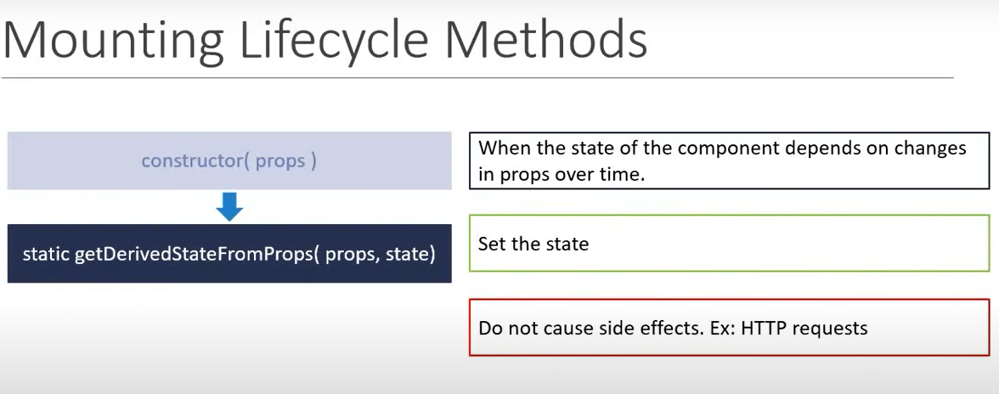 Mounting Lifecycle Methods
constructor( props )
static getDerivedStateFromProps( props, state)
When the state of the component depends on changes
in props over time.
Set the state
Do not cause side effects. Ex: HTTP requests